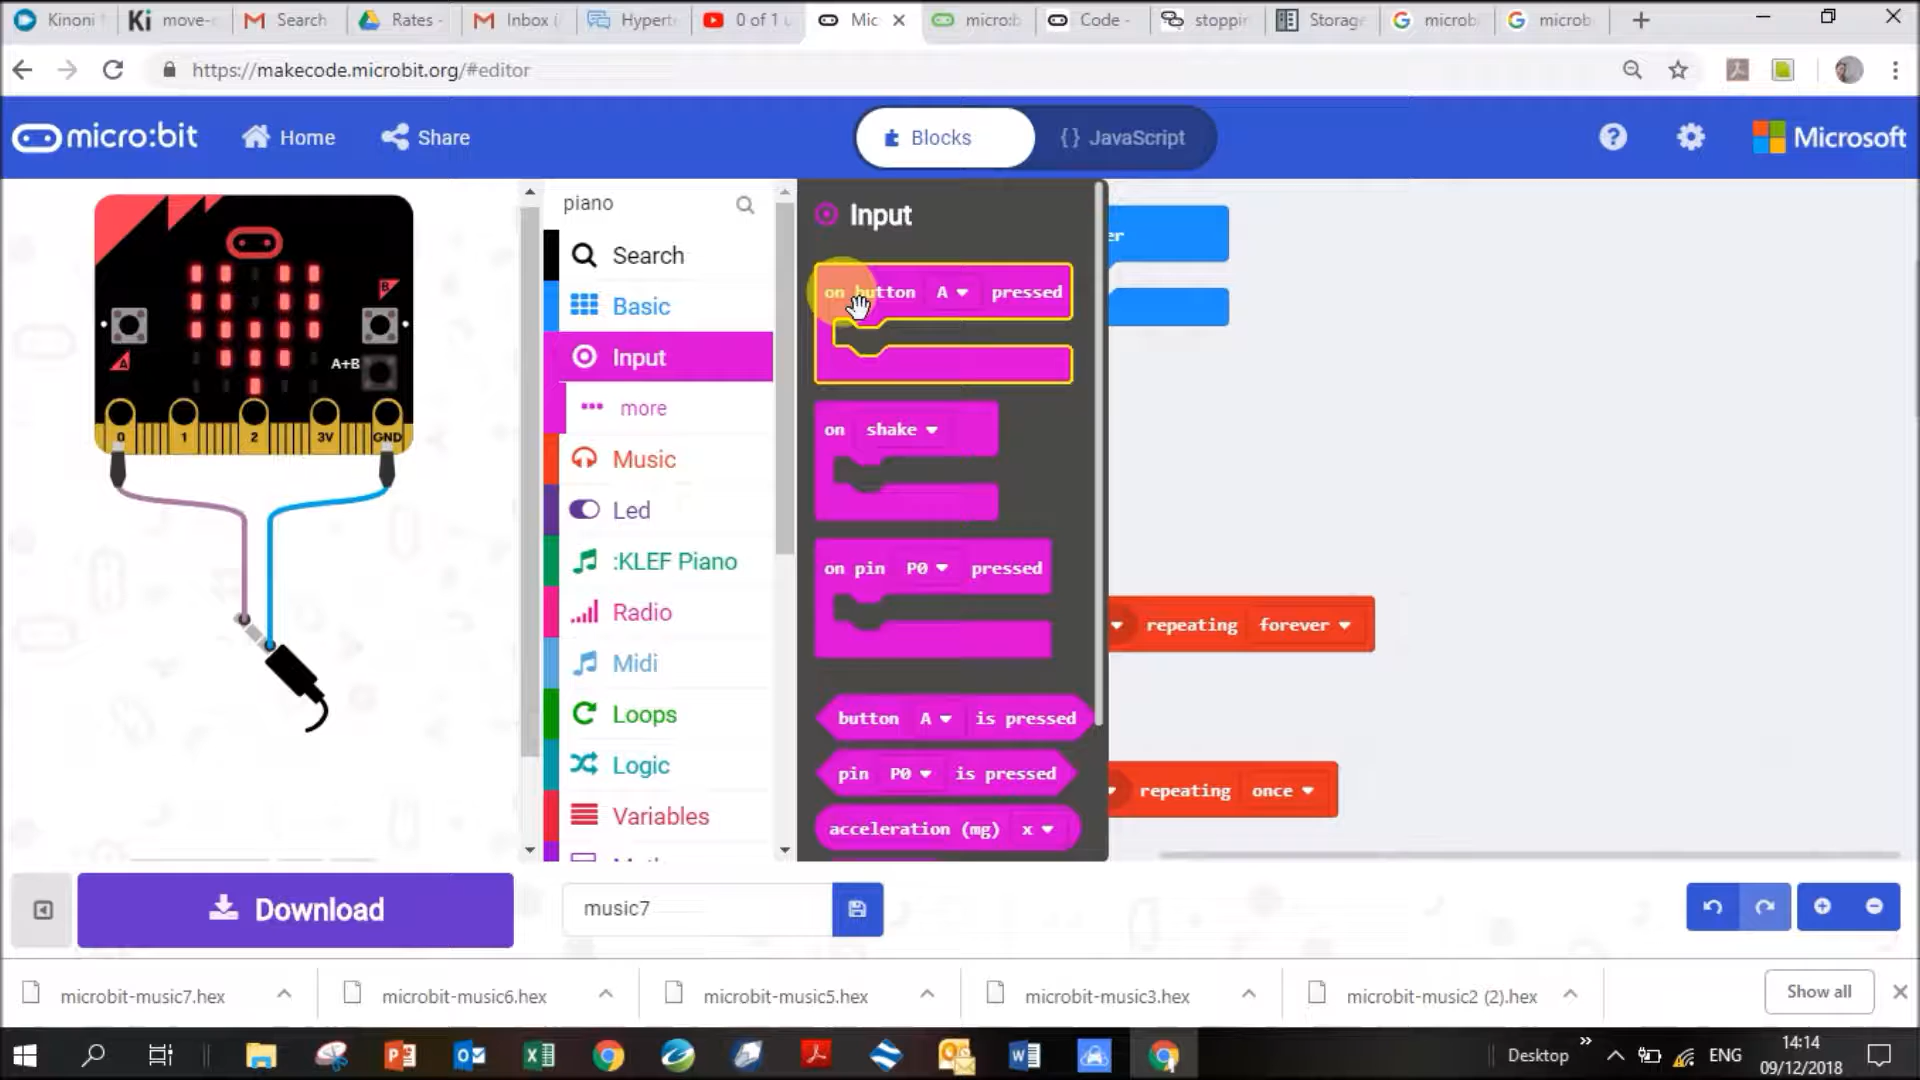 Kinoni
Ki move-
Search
Rates -
Inbox (
Hypert
0 of 1 u
Mic
micro:b
Code -
stoppin
Storage
microb
microb
https://makecode.microbit.org/#editor
micro:bit
Home
Share
Blocks
{} JavaScript
?
Microsoft
piano
Search
Basic
Input
more
Music
Led
:KLEF Piano
Radio
Midi
Loops
Logic
Variables
B
A
A+B
0 1 2 3V GND
Input
on button A pressed
on shake
on pin P0 pressed
button A is pressed
pin P0 is pressed
acceleration (mg) x
er
repeating forever
repeating once
Download
music7
microbit-music7.hex
microbit-music6.hex
microbit-music5.hex
microbit-music3.hex
microbit-music2 (2).hex
Show all
Desktop
ENG
14:14
09/12/2018